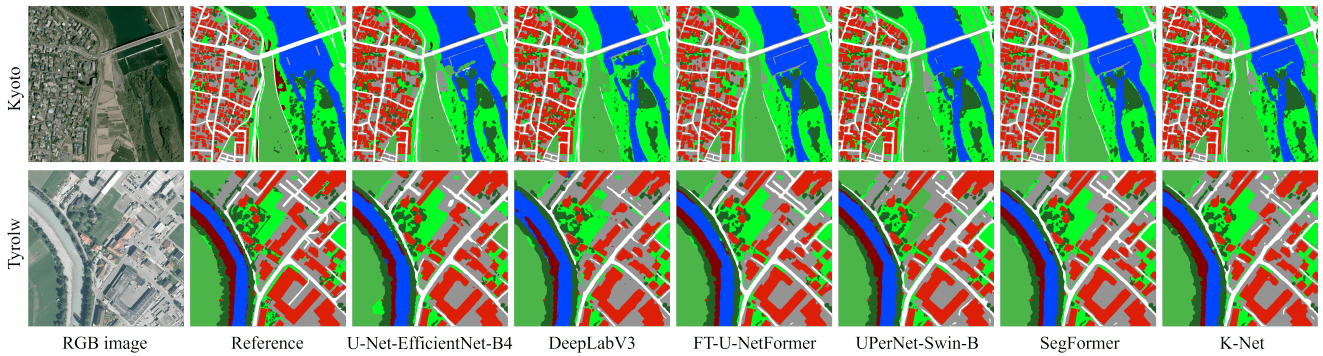 Kyoto
Tyrolw
RGB image
Reference
U-Net-EfficientNet-B4
DeepLabV3
FT-U-NetFormer
UPerNet-Swin-B
SegFormer
K-Net